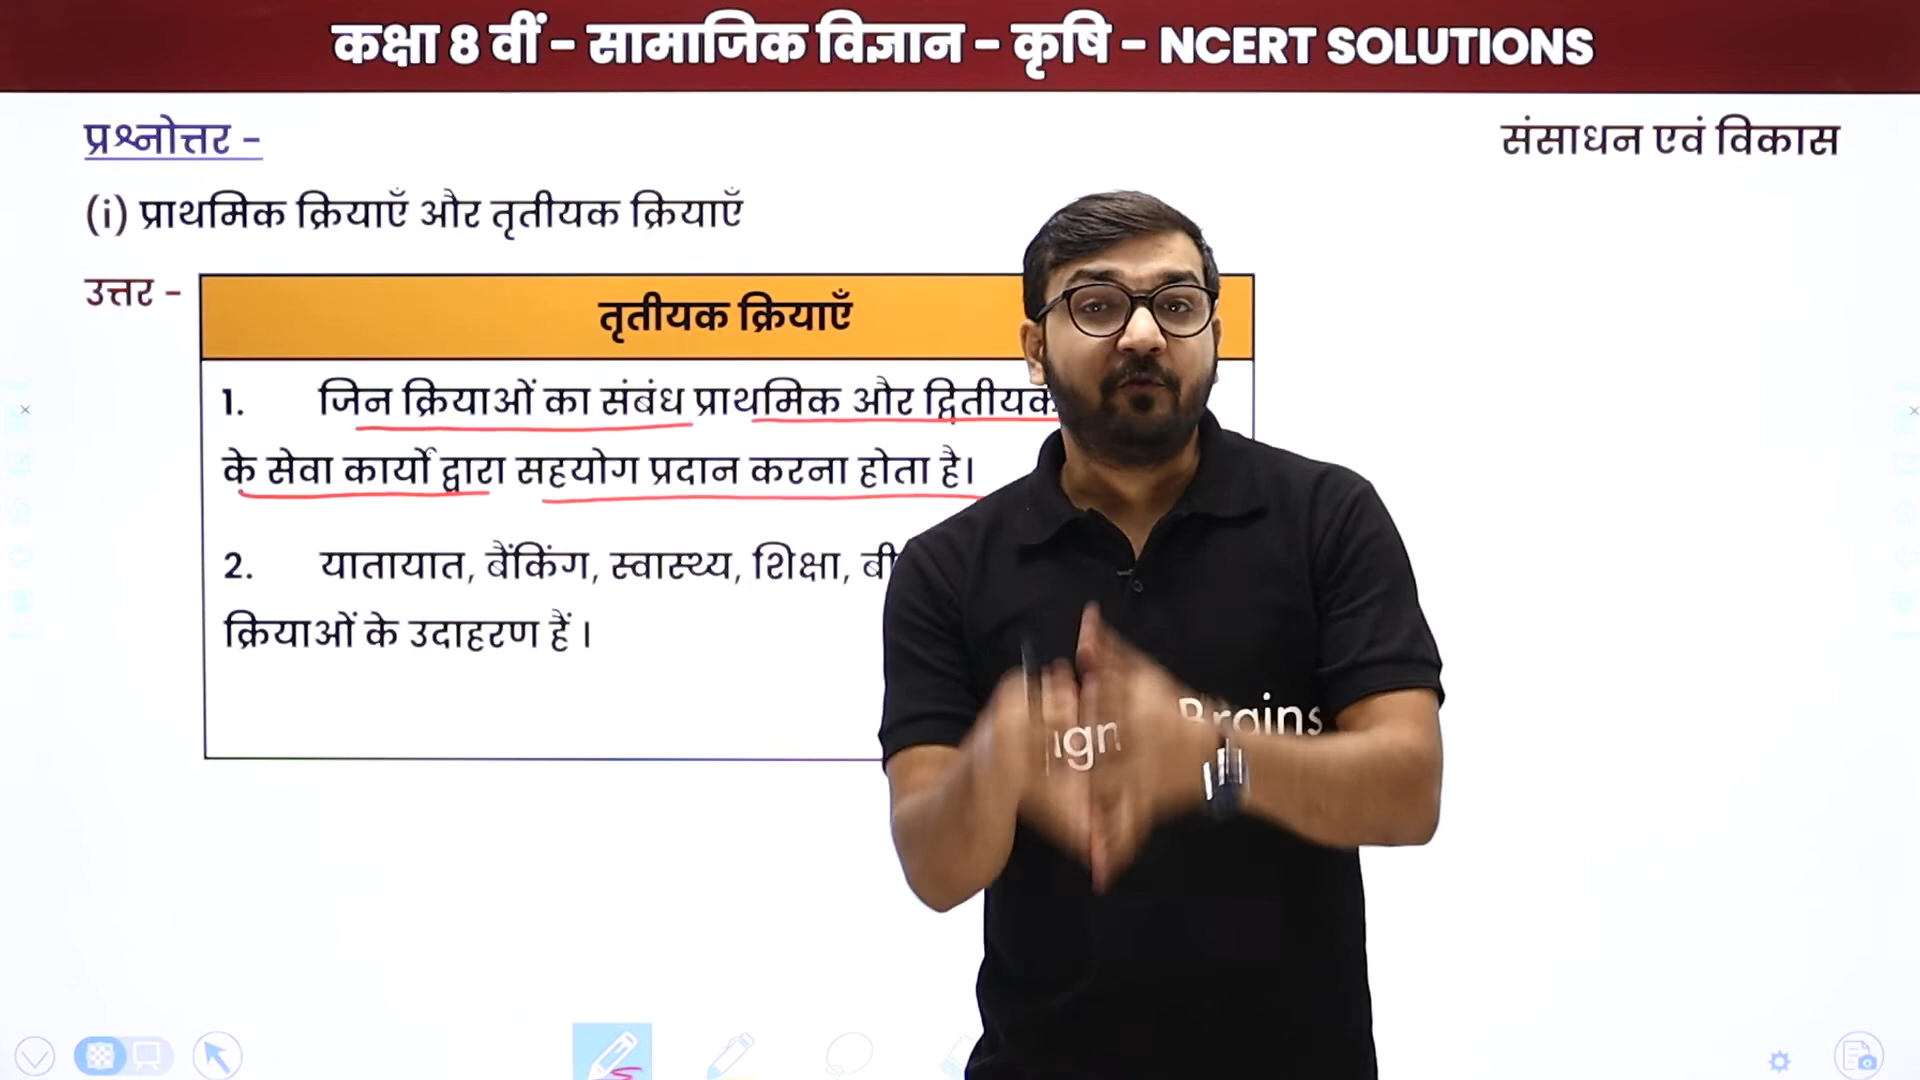 कक्षा 8 वीं - सामाजिक विज्ञान - कृषि - NCERT SOLUTIONS
प्रश्नोत्तर -
संसाधन एवं विकास
(i) प्राथमिक क्रियाएँ और तृतीयक क्रियाएँ
उत्तर -
तृतीयक क्रियाएँ
1. जिन क्रियाओं का संबंध प्राथमिक और द्वितीयक
के सेवा कार्यों द्वारा सहयोग प्रदान करना होता है।
2. यातायात, बैंकिंग, स्वास्थ्य, शिक्षा,
क्रियाओं के उदाहरण हैं ।
Brains